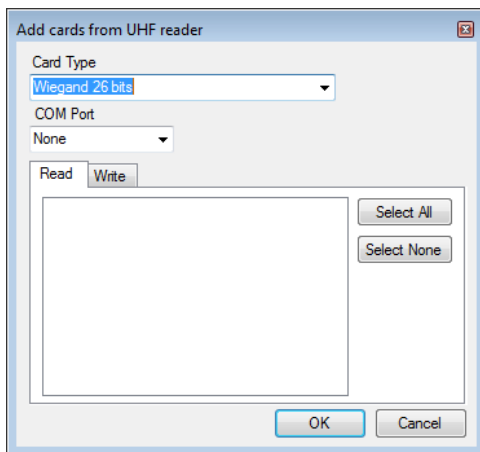 Add cards from UHF reader
Card Type
Wiegand 26 bits
COM Port
None
Read Write
Select All
Select None
OK Cancel